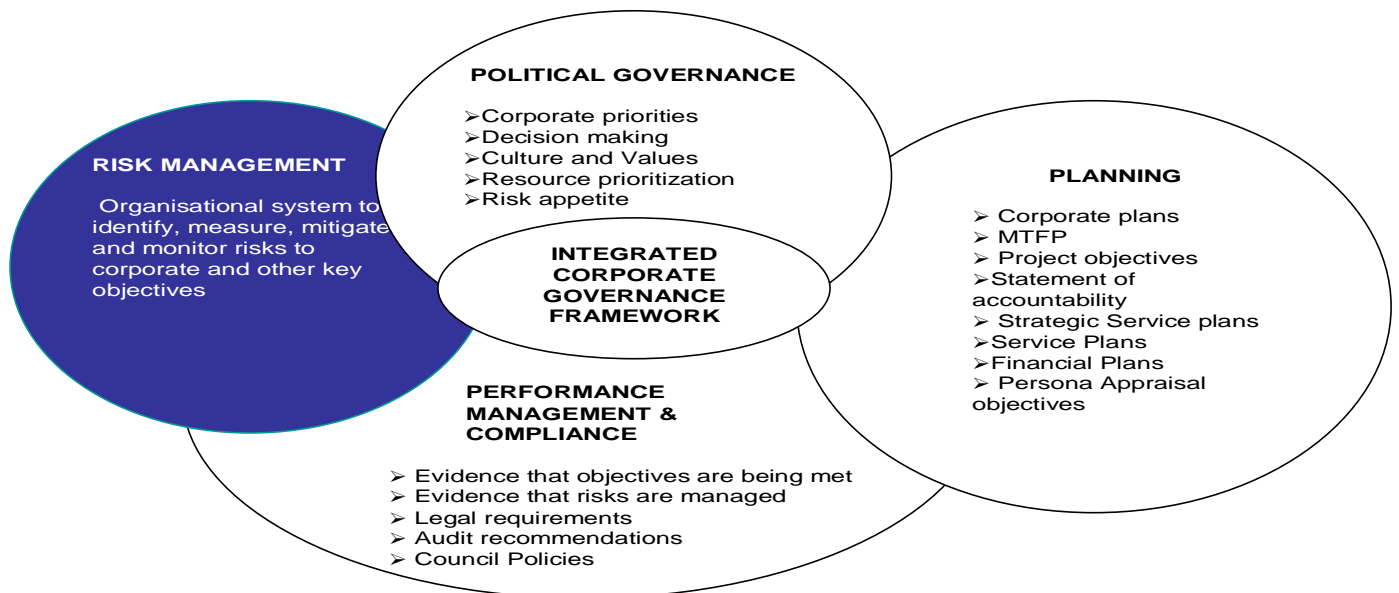 POLITICAL GOVERNANCE
➢Corporate priorities
➢Decision making
➢Culture and Values
➢Resource prioritization
➢Risk appetite
RISK MANAGEMENT
Organisational system to
identify, measure, mitigate
and monitor risks to
corporate and other key
objectives
INTEGRATED
CORPORATE
GOVERNANCE
FRAMEWORK
PLANNING
➢ Corporate plans
➢ MTFP
➢ Project objectives
➢Statement of
accountability
➢ Strategic Service plans
➢Service Plans
➢Financial Plans
➢ Persona Appraisal
objectives
PERFORMANCE
MANAGEMENT &
COMPLIANCE
➢ Evidence that objectives are being met
➢ Evidence that risks are managed
➢ Legal requirements
➢ Audit recommendations
➢ Council Policies